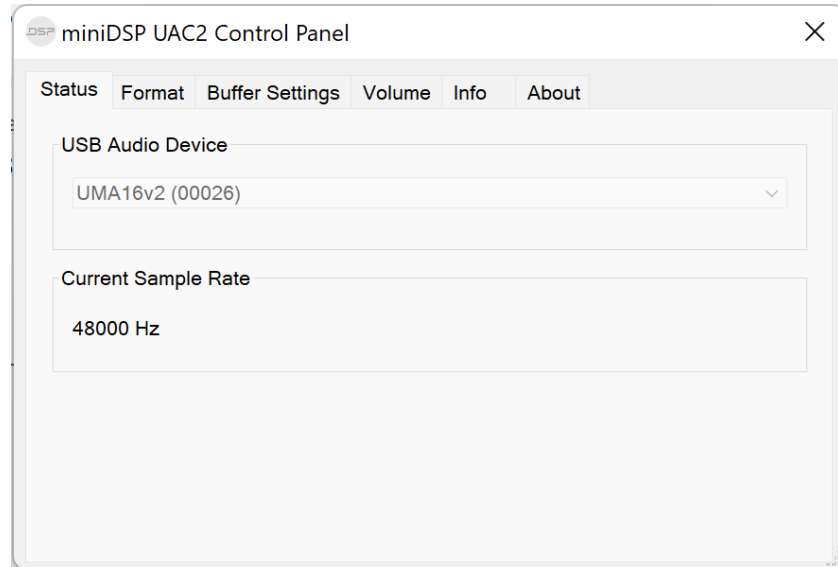 DSP miniDSP UAC2 Control Panel
Status Format Buffer Settings Volume Info About
USB Audio Device
UMA16v2 (00026)
Current Sample Rate
48000 Hz